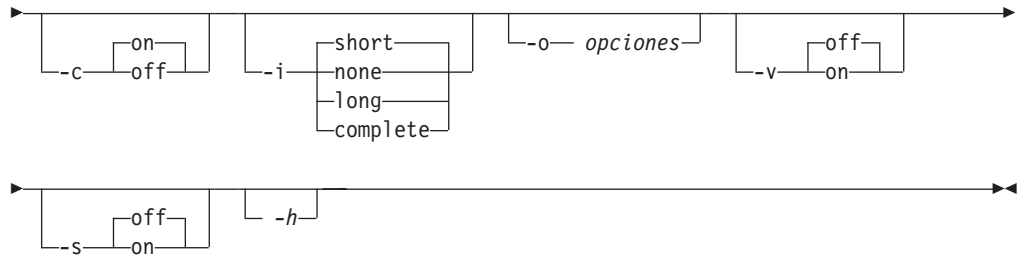 on short -o opciones off
-c off -i none -v on
long
complete
off -h
-s on